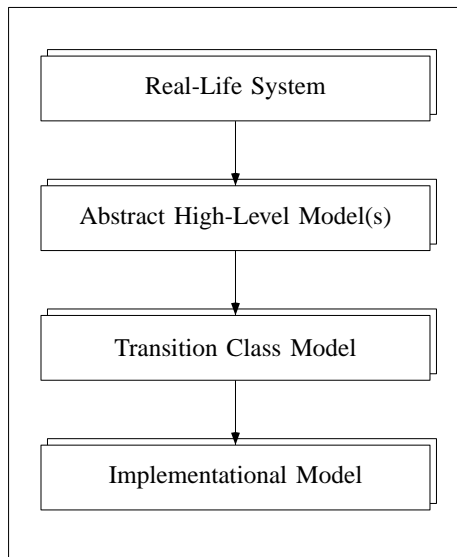 Real-Life System
Abstract High-Level Model(s)
Transition Class Model
Implementational Model